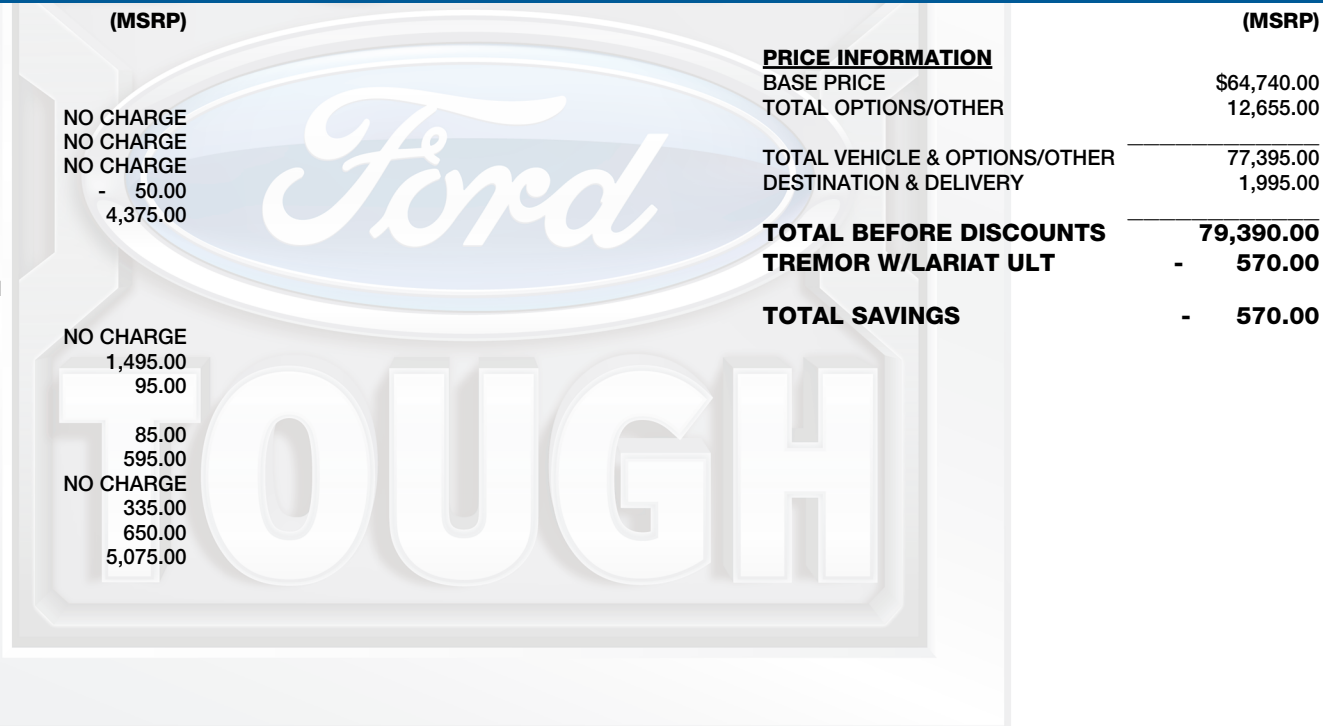 (MSRP)
NO CHARGE
NO CHARGE
NO CHARGE
- 50.00
4,375.00
NO CHARGE
1,495.00
95.00
85.00
595.00
NO CHARGE
335.00
650.00
5,075.00
(MSRP)
PRICE INFORMATION
BASE PRICE $64,740.00
TOTAL OPTIONS/OTHER 12,655.00
TOTAL VEHICLE & OPTIONS/OTHER 77,395.00
DESTINATION & DELIVERY 1,995.00
TOTAL BEFORE DISCOUNTS 79,390.00
TREMOR W/LARIAT ULT - 570.00
TOTAL SAVINGS - 570.00
Ford
TOUGH